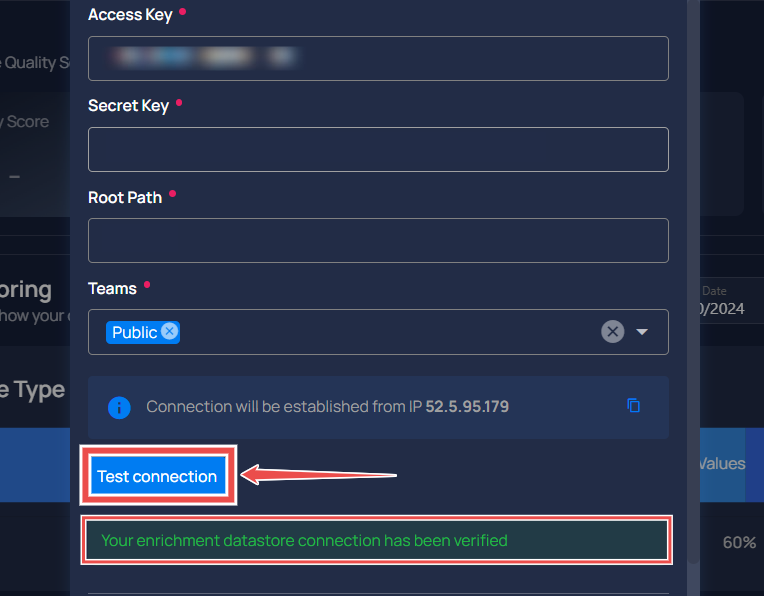 Access Key
Quality S
Secret Key
y Score
–
Root Path
Teams
oring
Date
0/2024
how your
Public
e Type
Connection will be established from IP 52.5.95.179
Values
Test connection
Your enrichment datastore connection has been verified
60%